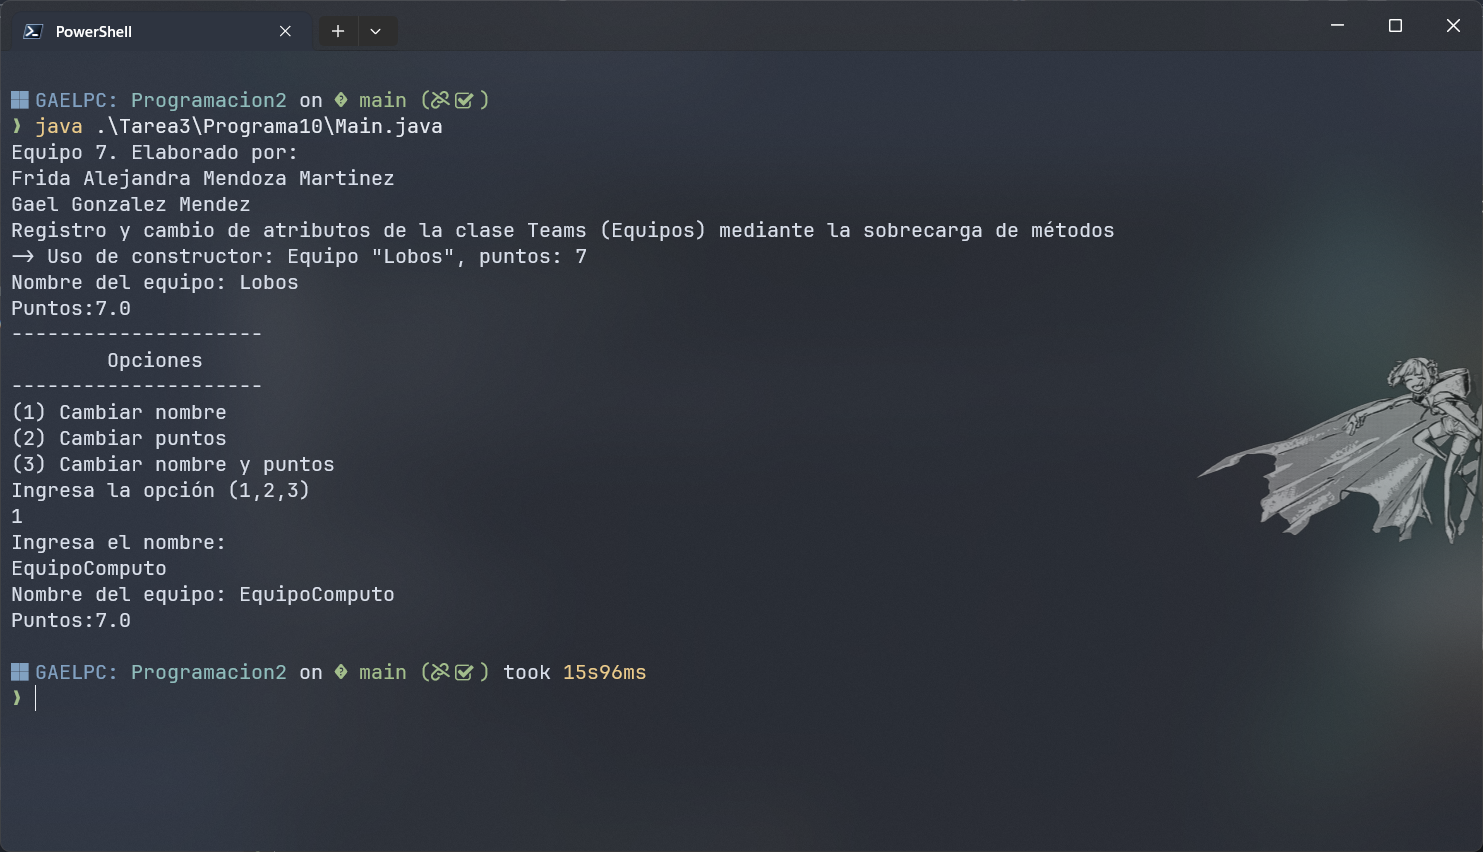 PowerShell
GAELPC: Programacion2 on main ( )
❯ java .\Tarea3\Programa10\Main.java
Equipo 7. Elaborado por:
Frida Alejandra Mendoza Martinez
Gael Gonzalez Mendez
Registro y cambio de atributos de la clase Teams (Equipos) mediante la sobrecarga de métodos
—> Uso de constructor: Equipo "Lobos", puntos: 7
Nombre del equipo: Lobos
Puntos:7.0
---------------------
Opciones
---------------------
(1) Cambiar nombre
(2) Cambiar puntos
(3) Cambiar nombre y puntos
Ingresa la opción (1,2,3)
1
Ingresa el nombre:
EquipoComputo
Nombre del equipo: EquipoComputo
Puntos:7.0
GAELPC: Programacion2 on main ( ) took 15s96ms
❯